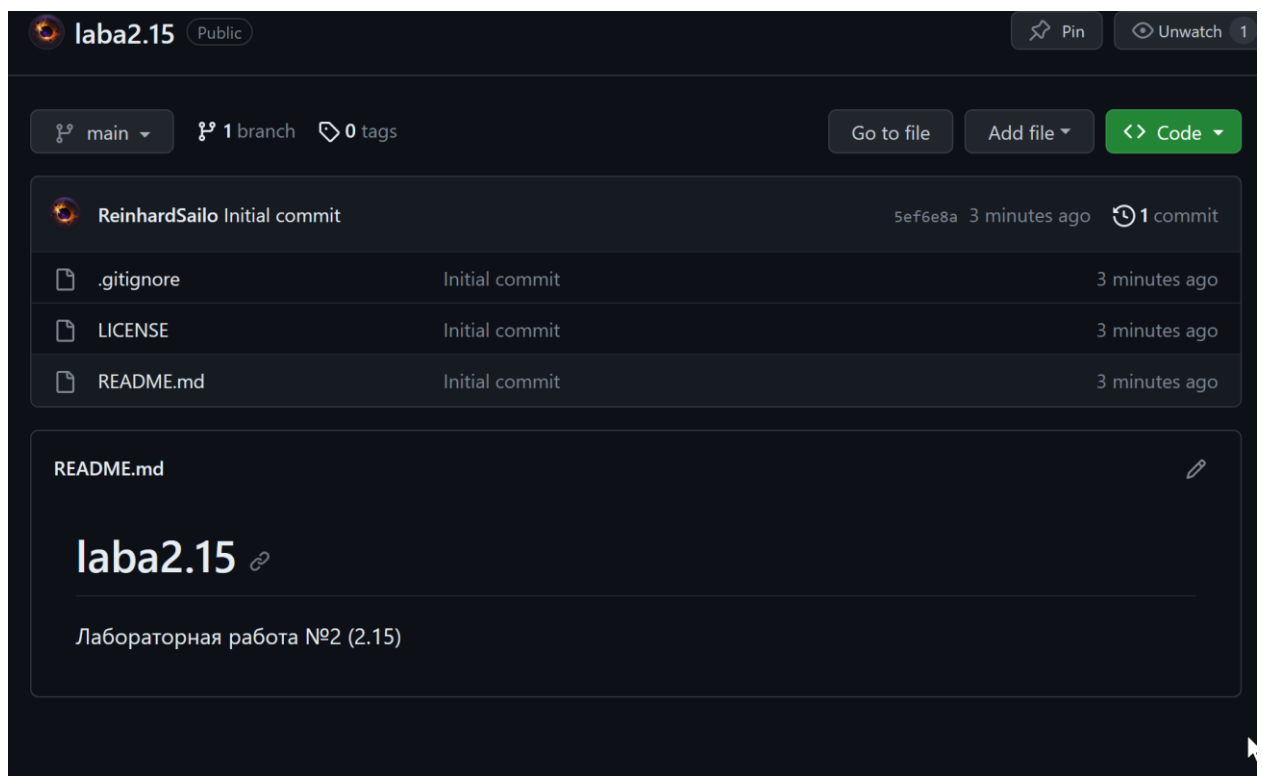 laba2.15 Public Pin Unwatch 1
main 1 branch 0 tags Go to file Add file Code
ReinhardSailo Initial commit 5ef6e8a 3 minutes ago 1 commit
.gitignore Initial commit 3 minutes ago
LICENSE Initial commit 3 minutes ago
README.md Initial commit 3 minutes ago
README.md
laba2.15
Лабораторная работа №2 (2.15)